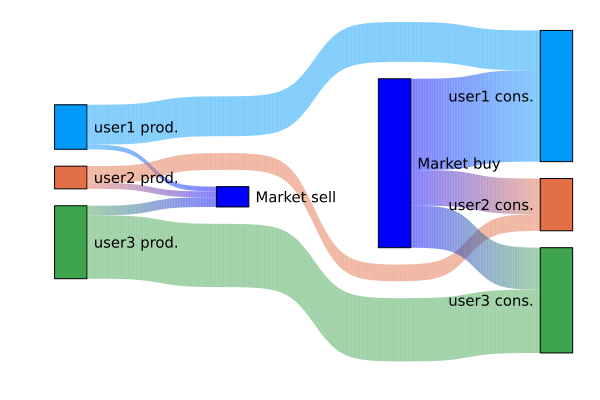 user1 prod.
user2 prod.
user3 prod.
Market sell
Market buy
user1 cons.
user2 cons.
user3 cons.